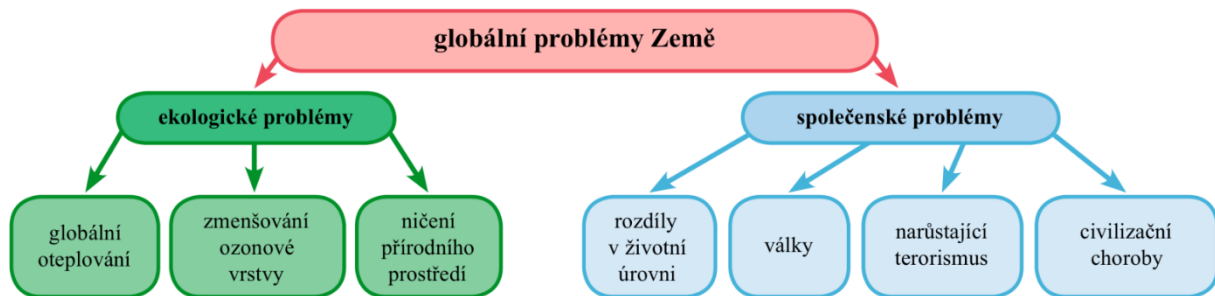 globální problémy Země
ekologické problémy
společenské problémy
globální
oteplování
zmenšování
ozonové
vrstvy
ničení
přírodního
prostředí
rozdíly
v životní
úrovni
války
narůstající
terorismus
civilizační
choroby